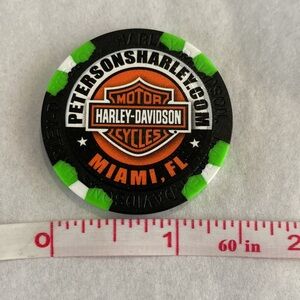 PETERSONSHARLEY.COM
MOTOR
HARLEY-DAVIDSON
CYCLES
MIAMI, FL
0 1 60 in 2